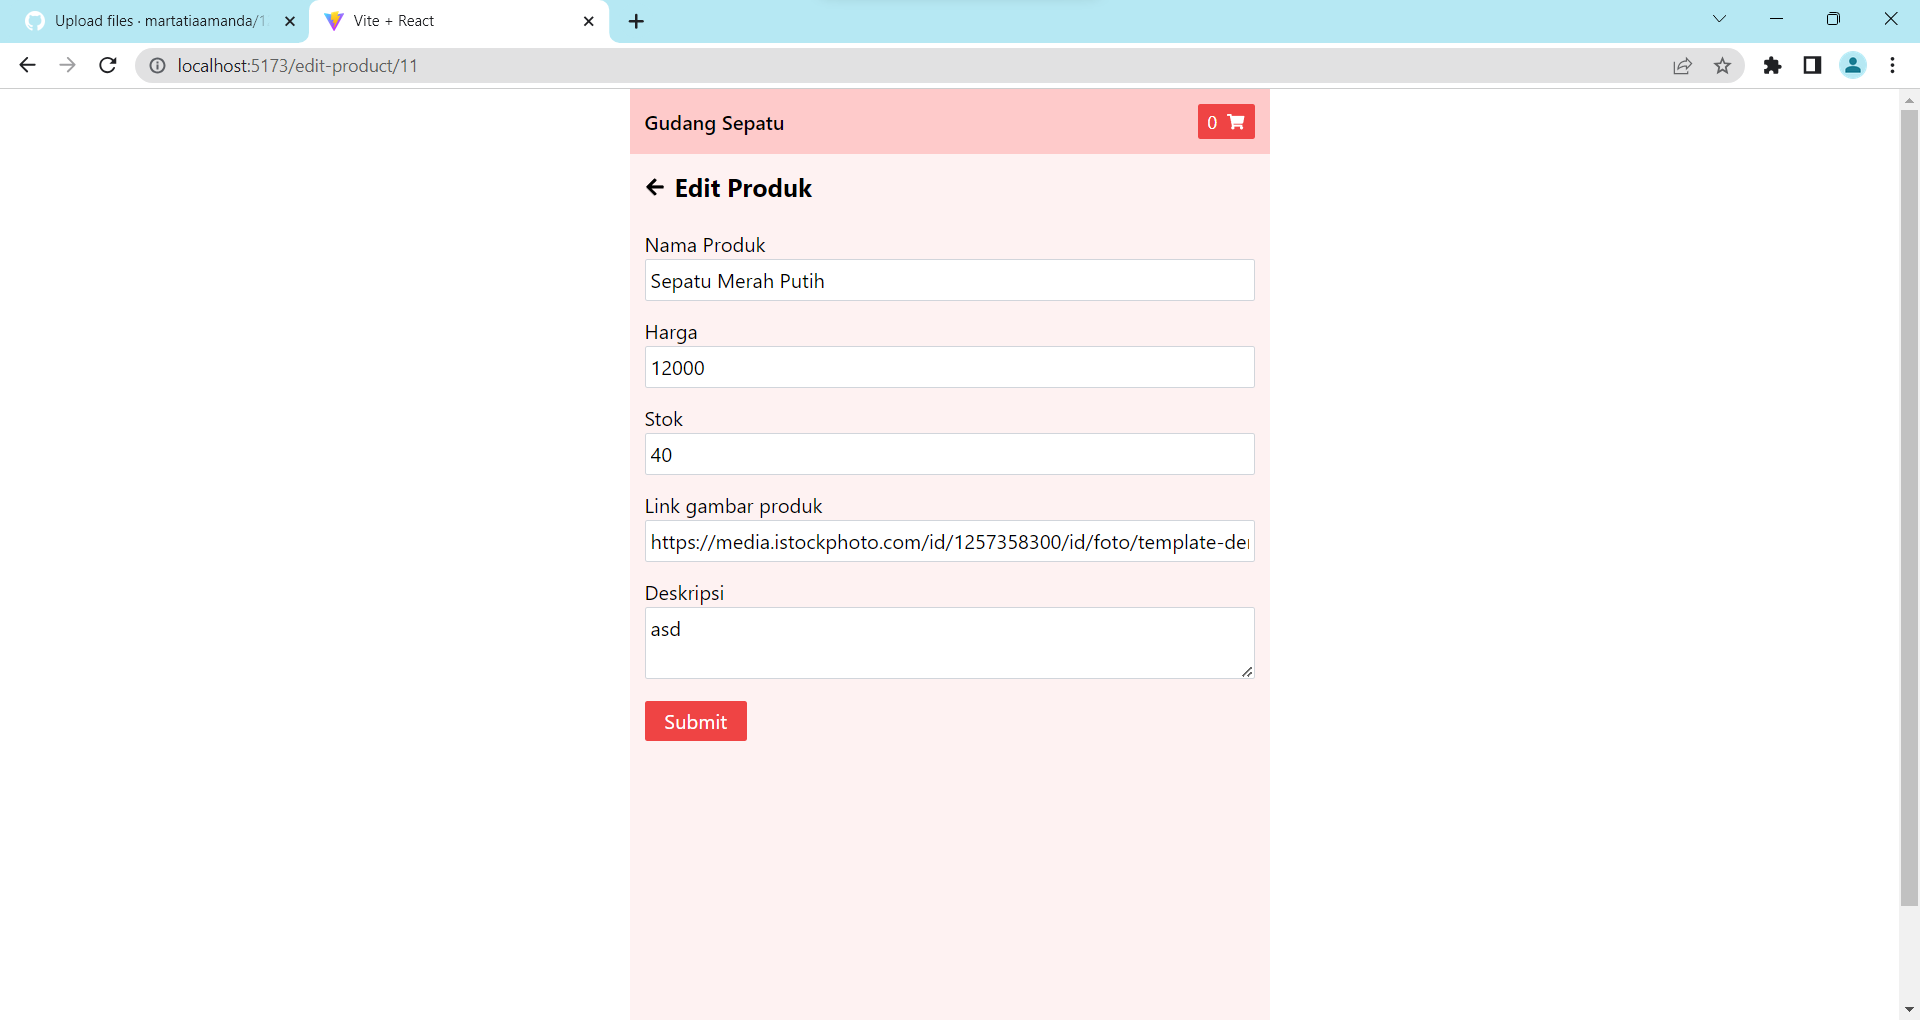 Upload files · martatiaamanda/1
Vite + React
localhost:5173/edit-product/11
Gudang Sepatu
0
Edit Produk
Nama Produk
Sepatu Merah Putih
Harga
12000
Stok
40
Link gambar produk
https://media.istockphoto.com/id/1257358300/id/foto/template-de
Deskripsi
asd
Submit